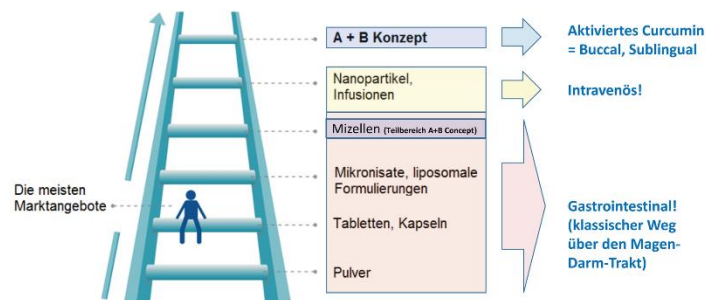 A + B Konzept
Aktiviertes Curcumin
= Buccal, Sublingual
Nanopartikel,
Infusionen
Intravenös!
Mizellen (Teilbereich A+B Concept)
Mikronisate, liposomale
Formulierungen
Die meisten
Marktangebote
Tabletten, Kapseln
Gastrointestinal!
(klassischer Weg
über den Magen-
Darm-Trakt)
Pulver